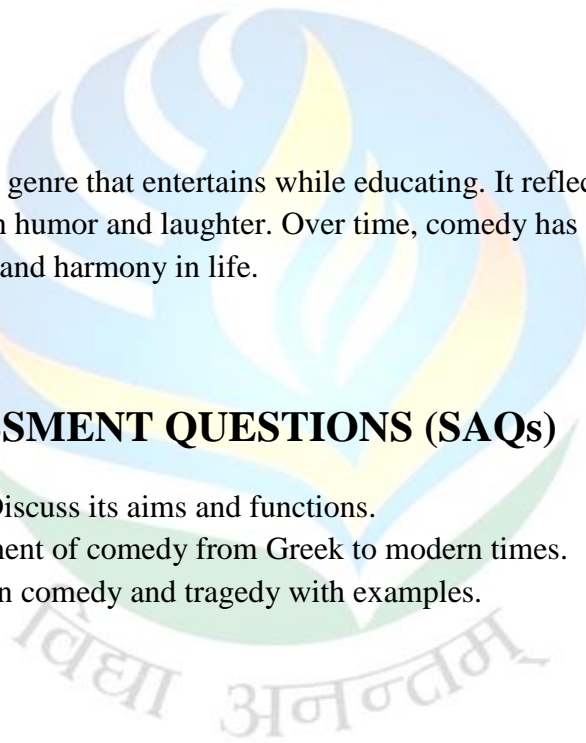 genre that entertains while educating. It reflec
humor and laughter. Over time, comedy has
and harmony in life.
SSMENT QUESTIONS (SAQs)
Discuss its aims and functions.
ment of comedy from Greek to modern times.
n comedy and tragedy with examples.
विद्या अनन्तम्